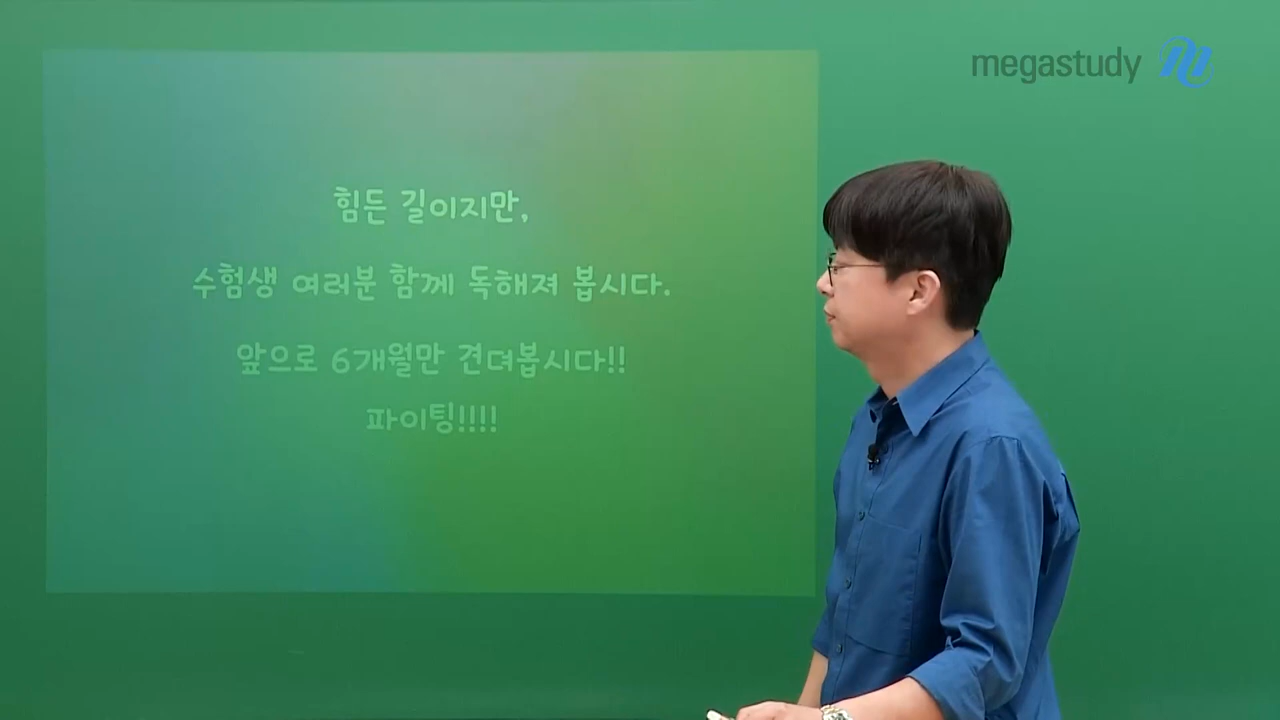 megastudy
힘든 길이지만,
수험생 여러분 함께 독해져 봅시다.
앞으로 6개월만 견뎌봅시다!!
파이팅!!!!